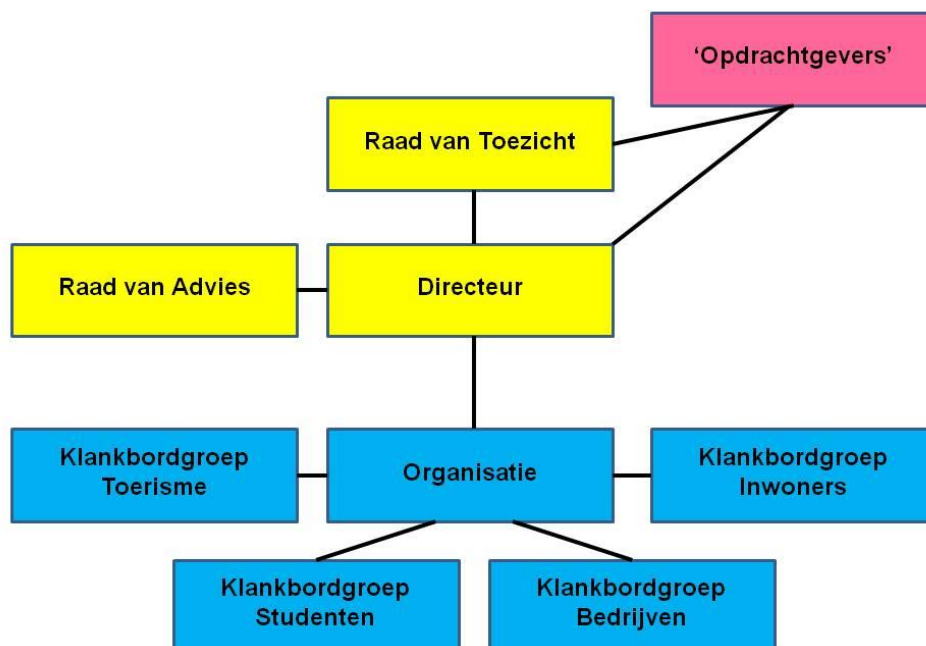 ‘Opdrachtgevers’
Raad van Toezicht
Raad van Advies
Directeur
Klankbordgroep
Toerisme
Organisatie
Klankbordgroep
Inwoners
Klankbordgroep
Studenten
Klankbordgroep
Bedrijven